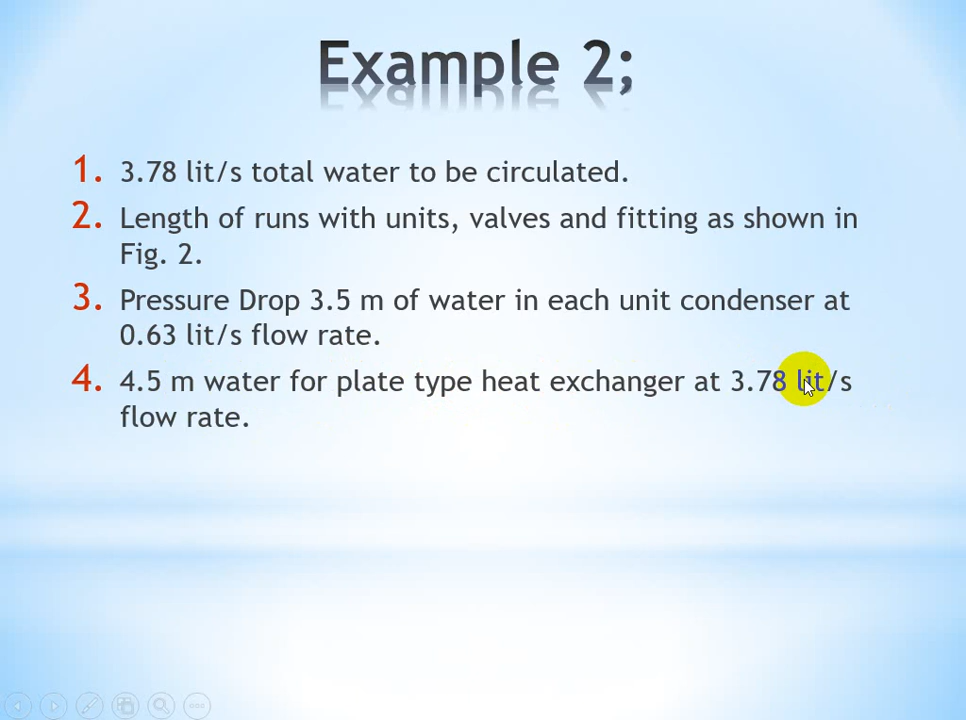 Example 2;
1. 3.78 lit/s total water to be circulated.
2. Length of runs with units, valves and fitting as shown in
Fig. 2.
3. Pressure Drop 3.5 m of water in each unit condenser at
0.63 lit/s flow rate.
4. 4.5 m water for plate type heat exchanger at 3.78 lit/s
flow rate.